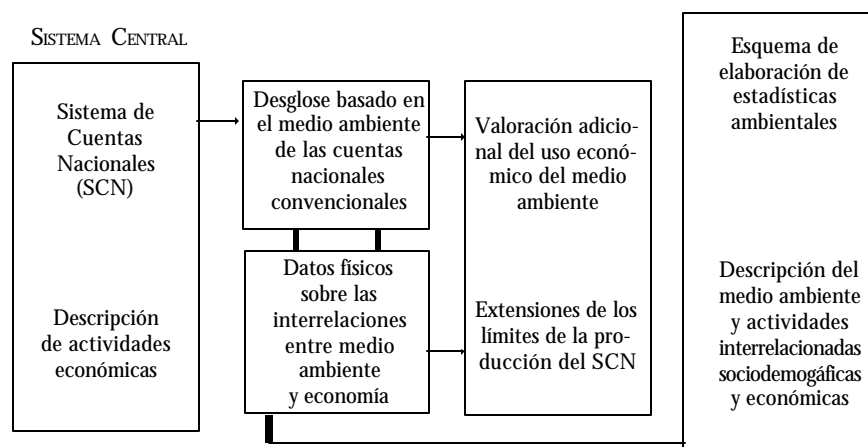 SISTEMA CENTRAL
Sistema de
Cuentas
Nacionales
(SCN)
Descripción
de actividades
económicas
Desglose basado en
el medio ambiente
de las cuentas
nacionales
convencionales
Datos físicos
sobre las
interrelaciones
entre medio
ambiente
y economía
Valoración adicio-
nal del uso econó-
mico del medio
ambiente
Extensiones de los
límites de la pro-
ducción del SCN
Esquema de
elaboración de
estadísticas
ambientales
Descripción del
medio ambiente
y actividades
interrelacionadas
sociodemogáficas
y económicas